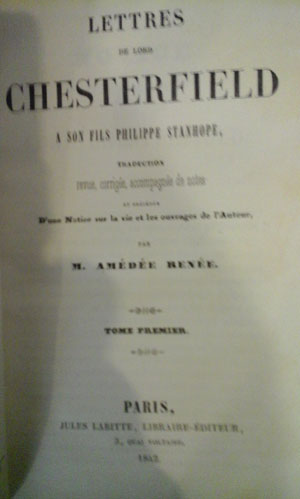 LETTRES
DE LORD
CHESTERFIELD
A SON FILS PHILIPPE STANHOPE,
TRADUCTION
revue, corrigée, accompagnée de notes
ET PRÉCÉDÉE
D'une Notice sur la vie et les ouvrages de l'Auteur,
PAR
M. AMÉDÉE RENÉE.
TOME PREMIER.
PARIS,
JULES LABITTE, LIBRAIRE-ÉDITEUR,
3, QUAI VOLTAIRE,
1842